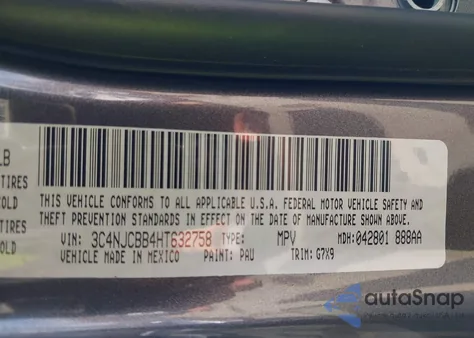 LB
TIRES
TIRES
COLD
THIS VEHICLE CONFORMS TO ALL APPLICABLE U.S.A. FEDERAL MOTOR VEHICLE SAFETY AND
THEFT PREVENTION STANDARDS IN EFFECT ON THE DATE OF MANUFACTURE SHOWN ABOVE.
VIN: 3C4NJCBB4HT632758 TYPE: MPV MDH:042801 888AA
VEHICLE MADE IN MEXICO PAINT: PAU TRIM: G7X9
autoSnap